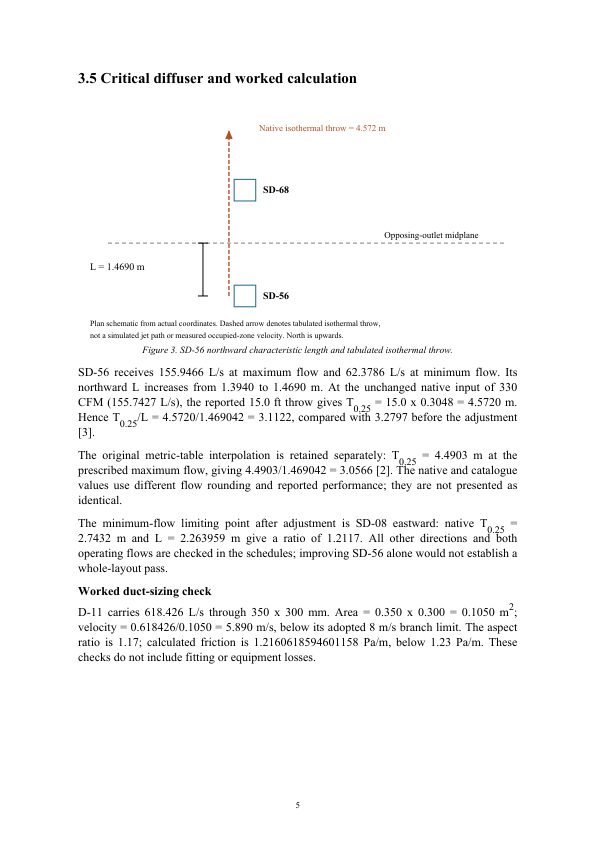 3.5 Critical diffuser and worked calculation
Native isothermal throw = 4.572 m
SD-68
Opposing-outlet midplane
L = 1.4690 m
SD-56
Plan schematic from actual coordinates. Dashed arrow denotes tabulated isothermal throw,
not a simulated jet path or measured occupied-zone velocity. North is upwards.
Figure 3. SD-56 northward characteristic length and tabulated isothermal throw.
SD-56 receives 155.9466 L/s at maximum flow and 62.3786 L/s at minimum flow. Its
northward L increases from 1.3940 to 1.4690 m. At the unchanged native input of 330
CFM (155.7427 L/s), the reported 15.0 ft throw gives T0.25 = 15.0 x 0.3048 = 4.5720 m.
Hence T0.25/L = 4.5720/1.469042 = 3.1122, compared with 3.2797 before the adjustment
[3].
The original metric-table interpolation is retained separately: T0.25 = 4.4903 m at the
prescribed maximum flow, giving 4.4903/1.469042 = 3.0566 [2]. The native and catalogue
values use different flow rounding and reported performance; they are not presented as
identical.
The minimum-flow limiting point after adjustment is SD-08 eastward: native T0.25 =
2.7432 m and L = 2.263959 m give a ratio of 1.2117. All other directions and both
operating flows are checked in the schedules; improving SD-56 alone would not establish a
whole-layout pass.
Worked duct-sizing check
D-11 carries 618.426 L/s through 350 x 300 mm. Area = 0.350 x 0.300 = 0.1050 m2;
velocity = 0.618426/0.1050 = 5.890 m/s, below its adopted 8 m/s branch limit. The aspect
ratio is 1.17; calculated friction is 1.2160618594601158 Pa/m, below 1.23 Pa/m. These
checks do not include fitting or equipment losses.
5